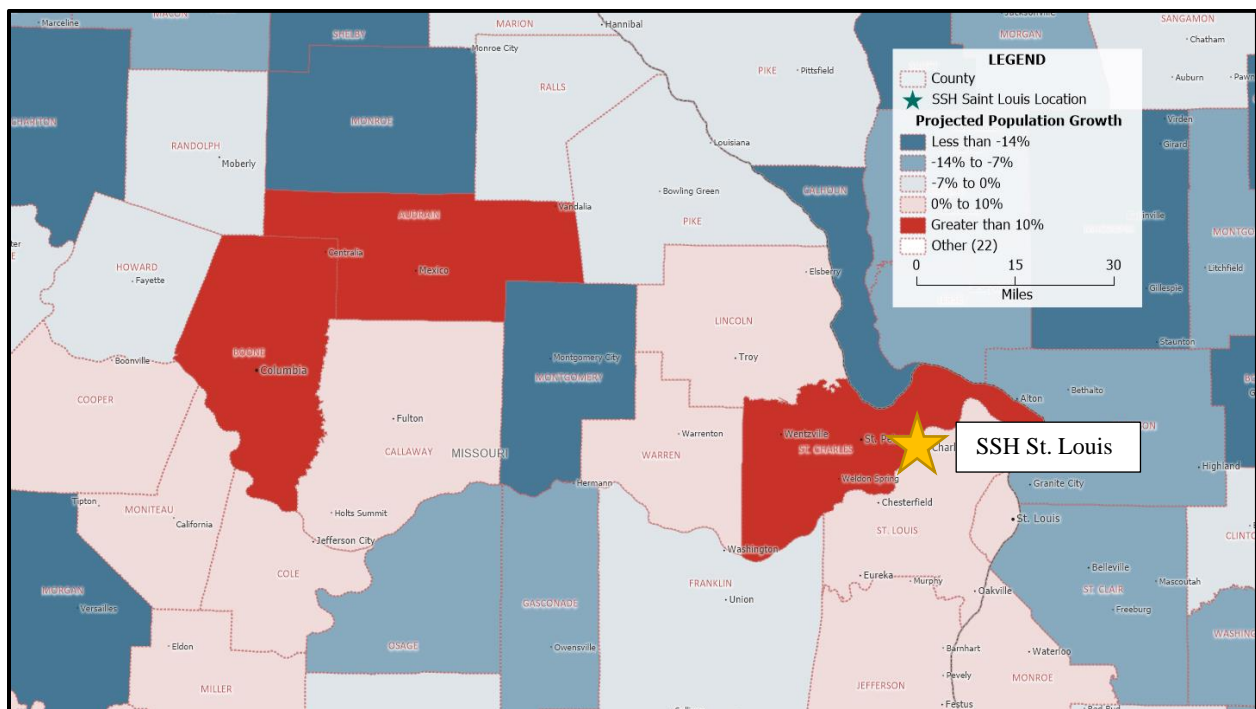 Marceline
MACON
SHELBY
MARION
Hannibal
Monroe City
RALLS
PIKE
Pittsfield
MORGAN
SANGAMON
Chatham
Auburn
Virden
Girard
LEGEND
County
SSH Saint Louis Location
Projected Population Growth
Less than -14%
-14% to -7%
-7% to 0%
0% to 10%
Greater than 10%
Other (22)
0 15 30
Miles
CHARITON
RANDOLPH
Moberly
MONROE
Louisiana
Bowling Green
PIKE
CALHOUN
Vandalia
AUDRAIN
Centralia
Mexico
HOWARD
Fayette
Elsberry
Litchfield
Gillespie
Staunton
BOONE
Columbia
Boonville
COOPER
LINCOLN
Troy
Montgomery City
MONTGOMERY
Bethalto
Alton
Fulton
CALLAWAY
MISSOURI
Warrenton
WARREN
Wentzville
ST. CHARLES
Weldon Spring
SSH St. Louis
Highland
Granite City
Hermann
Chesterfield
ST. LOUIS
St. Louis
Tipton
MONITEAU
California
Holts Summit
Jefferson City
COLE
Washington
FRANKLIN
Union
Eureka
Murphy
Oakville
Belleville
Mascoutah
ST. CLAIR
Freeburg
MORGAN
Versailles
GASCONADE
Owensville
OSAGE
Eldon
MILLER
Barnhart
Waterloo
Pevely
MONROE
JEFFERSON
Festus